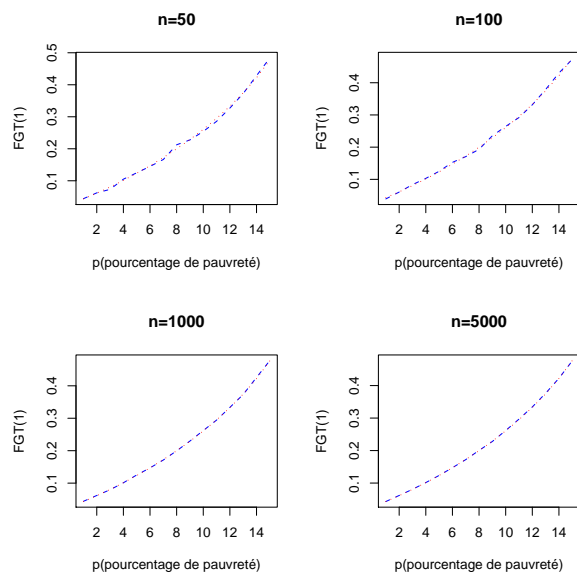 n=50
FGT(1)
0.1 0.2 0.3 0.4 0.5
2 4 6 8 10 12 14
p(pourcentage de pauvreté)
n=100
FGT(1)
0.1 0.2 0.3 0.4
2 4 6 8 10 12 14
p(pourcentage de pauvreté)
n=1000
FGT(1)
0.1 0.2 0.3 0.4
2 4 6 8 10 12 14
p(pourcentage de pauvreté)
n=5000
FGT(1)
0.1 0.2 0.3 0.4
2 4 6 8 10 12 14
p(pourcentage de pauvreté)